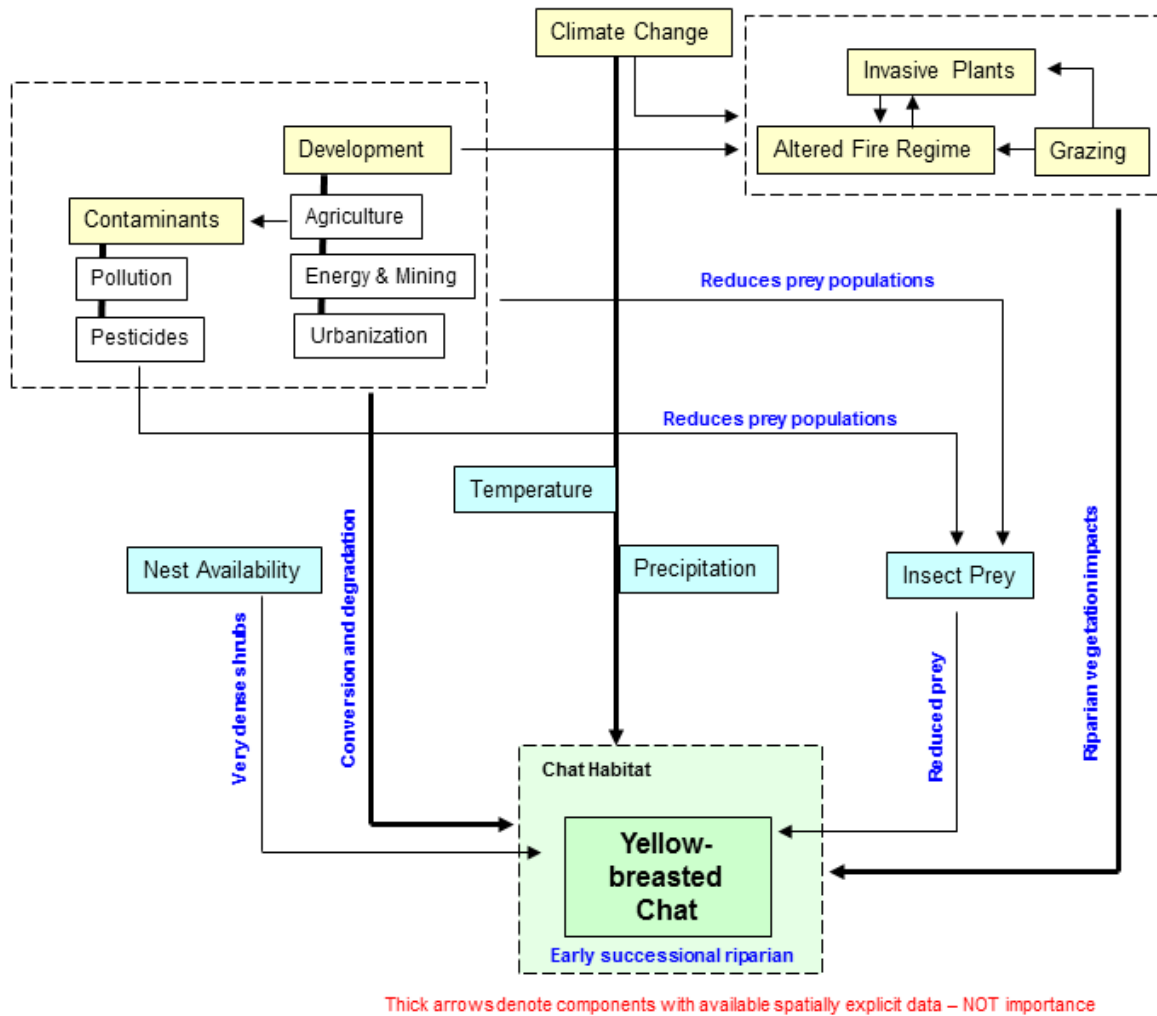 Climate Change
Invasive Plants
Development
Altered Fire Regime
Grazing
Contaminants
Agriculture
Pollution
Energy & Mining
Reduces prey populations
Pesticides
Urbanization
Reduces prey populations
Temperature
Nest Availability
Precipitation
Insect Prey
Very dense shrubs
Conversion and degradation
Reduced prey
Riparian vegetation impacts
Chat Habitat
Yellow-
breasted
Chat
Early successional riparian
Thick arrows denote components with available spatially explicit data – NOT importance